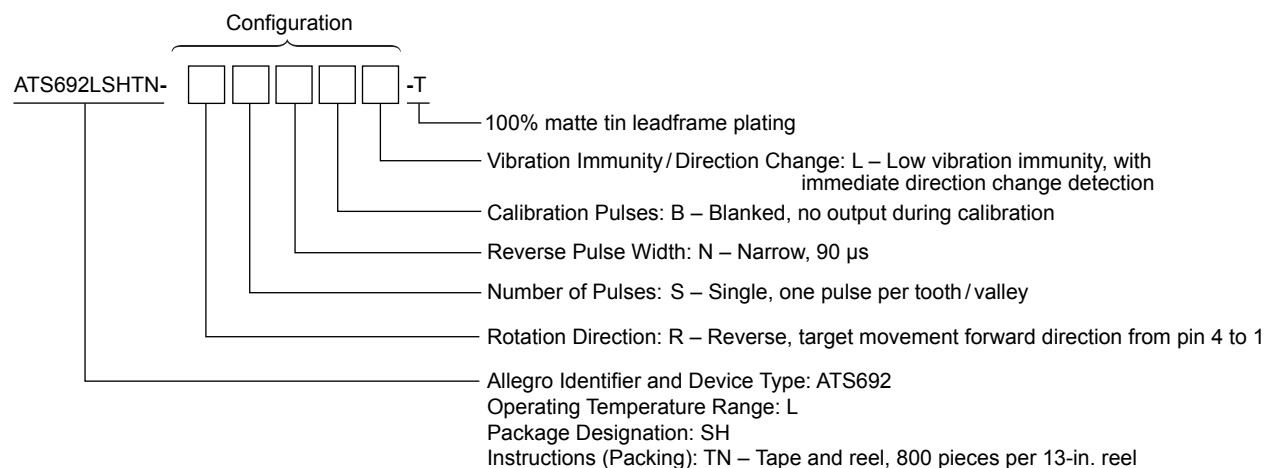 Configuration
ATS692LSHTN- -T
100% matte tin leadframe plating
Vibration Immunity / Direction Change: L – Low vibration immunity, with
immediate direction change detection
Calibration Pulses: B – Blanked, no output during calibration
Reverse Pulse Width: N – Narrow, 90 µs
Number of Pulses: S – Single, one pulse per tooth / valley
Rotation Direction: R – Reverse, target movement forward direction from pin 4 to 1
Allegro Identifier and Device Type: ATS692
Operating Temperature Range: L
Package Designation: SH
Instructions (Packing): TN – Tape and reel, 800 pieces per 13-in. reel